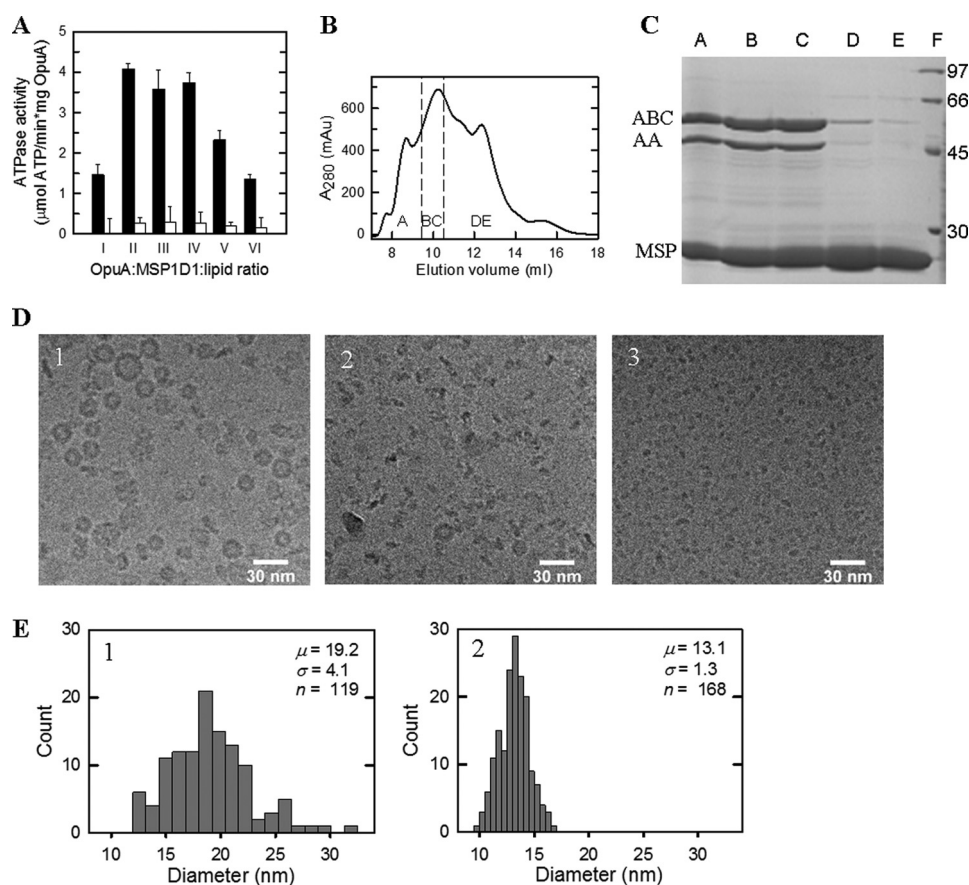 A
ATPase activity
(μmol ATP/min*mg OpuA)
5
4
3
2
1
0
I II III IV V VI
OpuA:MSP1D1:lipid ratio
B
A280 (mAu)
600
400
200
0
A BC DE
8 10 12 14 16 18
Elution volume (ml)
C
A B C D E F
ABC
AA
MSP
97
66
45
30
D
1
30 nm
2
30 nm
3
30 nm
E
1
μ = 19.2
σ = 4.1
n = 119
Count
30
20
10
0
10 15 20 25 30
Diameter (nm)
2
μ = 13.1
σ = 1.3
n = 168
Count
30
20
10
0
10 15 20 25 30
Diameter (nm)